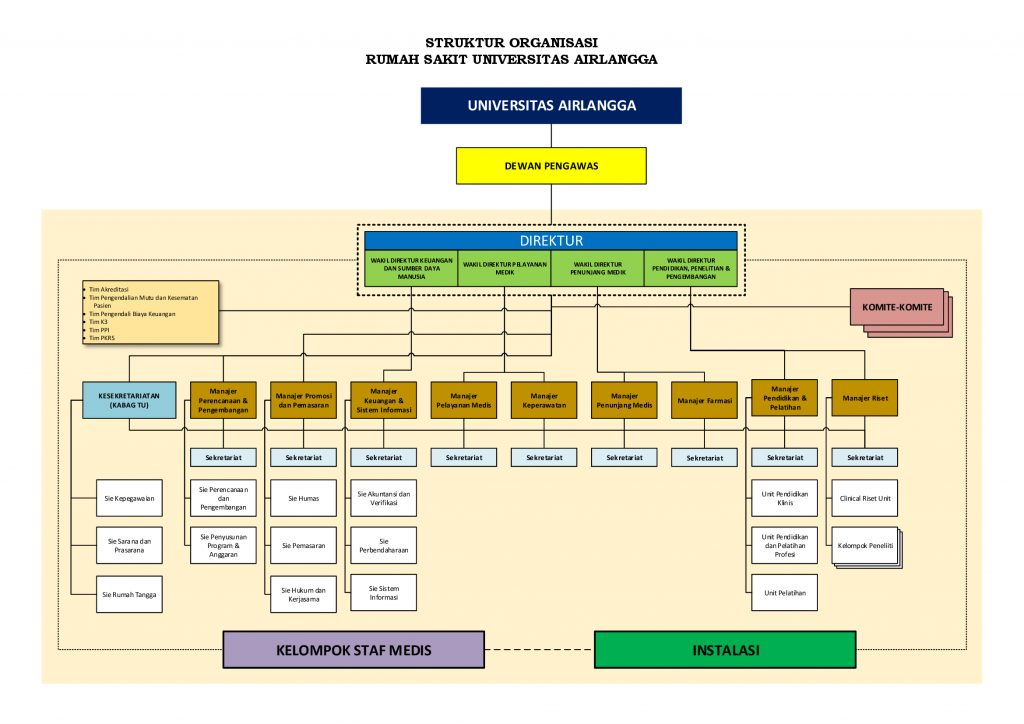 STRUKTUR ORGANISASI
RUMAH SAKIT UNIVERSITAS AIRLANGGA
UNIVERSITAS AIRLANGGA
DEWAN PENGAWAS
DIREKTUR
WAKIL DIREKTUR KEUANGAN
DAN SUMBER DAYA
MANUSIA
WAKIL DIREKTUR PELAYANAN
MEDIK
WAKIL DIREKTUR
PENUNJANG MEDIK
WAKIL DIREKTUR
PENDIDIKAN, PENELITIAN &
PENGEMBANGAN
• Tim Akreditasi
• Tim Pengendalian Mutu dan Kesematan
Pasien
• Tim Pengendali Biaya Keuangan
• Tim K3
• Tim PPI
• Tim PKRS
KOMITE-KOMITE
KESEKRETARIATAN
(KABAG TU)
Manajer
Perencanaan &
Pengembangan
Manajer Promosi
dan Pemasaran
Manajer
Keuangan &
Sistem Informasi
Manajer
Pelayanan Medis
Manajer
Keperawatan
Manajer
Penunjang Medis
Manajer Farmasi
Manajer
Pendidikan &
Pelatihan
Manajer Riset
Sekretariat
Sekretariat
Sekretariat
Sekretariat
Sekretariat
Sekretariat
Sekretariat
Sekretariat
Sekretariat
Sie Kepegawaian
Sie Perencanaan
dan
Pengembangan
Sie Humas
Sie Akuntansi dan
Verifikasi
Unit Pendidikan
Klinis
Clinical Riset Unit
Sie Sarana dan
Prasarana
Sie Penyusunan
Program &
Anggaran
Sie Pemasaran
Sie
Perbendaharaan
Unit Pendidikan
dan Pelatihan
Profesi
Kelompok Peneliiti
Sie Rumah Tangga
Sie Hukum dan
Kerjasama
Sie Sistem
Informasi
Unit Pelatihan
KELOMPOK STAF MEDIS
INSTALASI